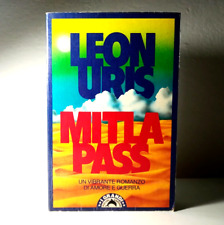 LEON
URIS
MITLA
PASS
UN VIBRANTE ROMANZO
DI AMORE E GUERRA